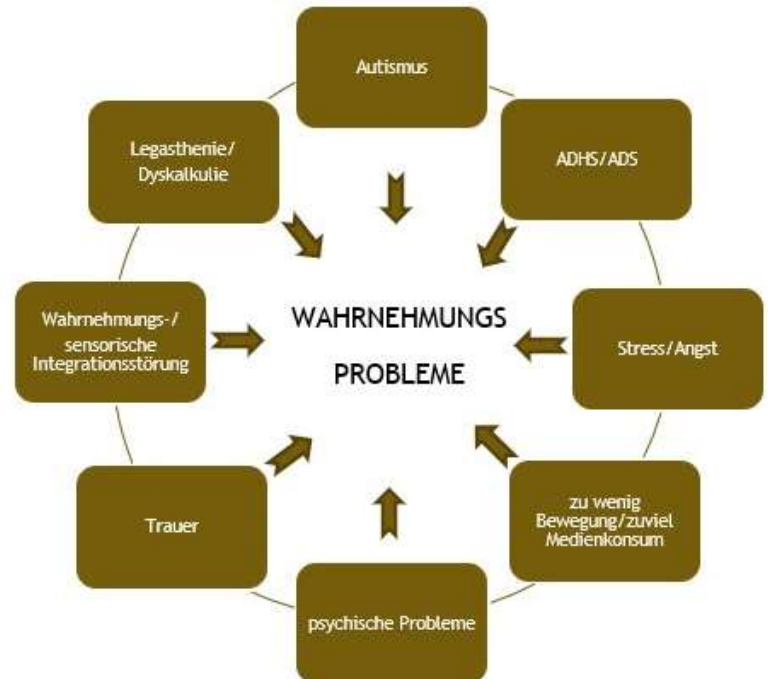 Autismus
ADHS/ADS
Stress/Angst
zu wenig
Bewegung/zuviel
Medienkonsum
psychische Probleme
Trauer
Wahrnehmungs-/
sensorische
Integrationsstörung
Legasthenie/
Dyskalkulie
WAHRNEHMUNGS
PROBLEME